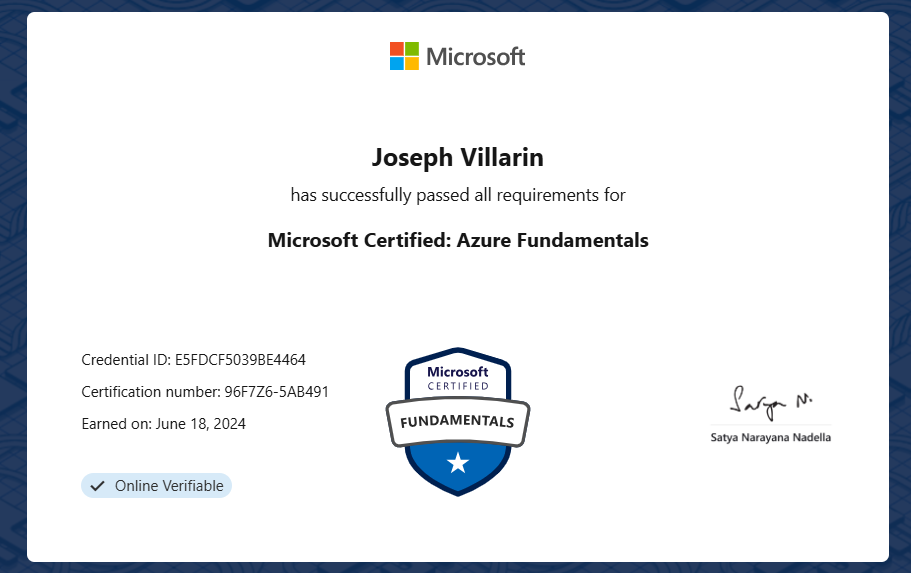 Microsoft
Joseph Villarin
has successfully passed all requirements for
Microsoft Certified: Azure Fundamentals
Credential ID: E5FDCF5039BE4464
Certification number: 96F7Z6-5AB491
Earned on: June 18, 2024
Online Verifiable
Microsoft
CERTIFIED
FUNDAMENTALS
Satya N.
Satya Narayana Nadella